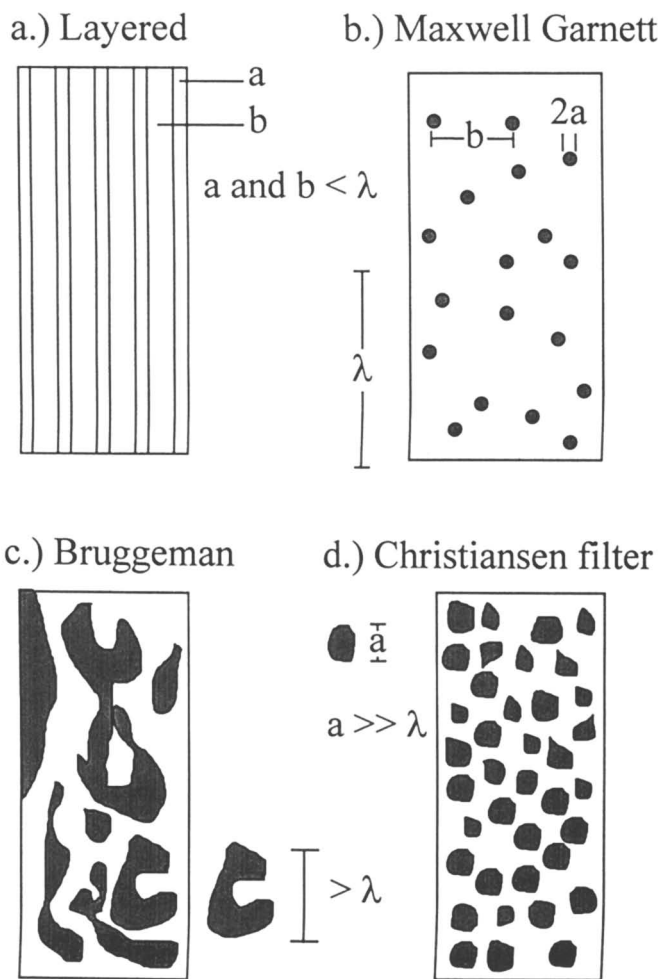 a.) Layered
a
b
a and b < λ
b.) Maxwell Garnett
b
2a
λ
c.) Bruggeman
> λ
d.) Christiansen filter
a
a >> λ